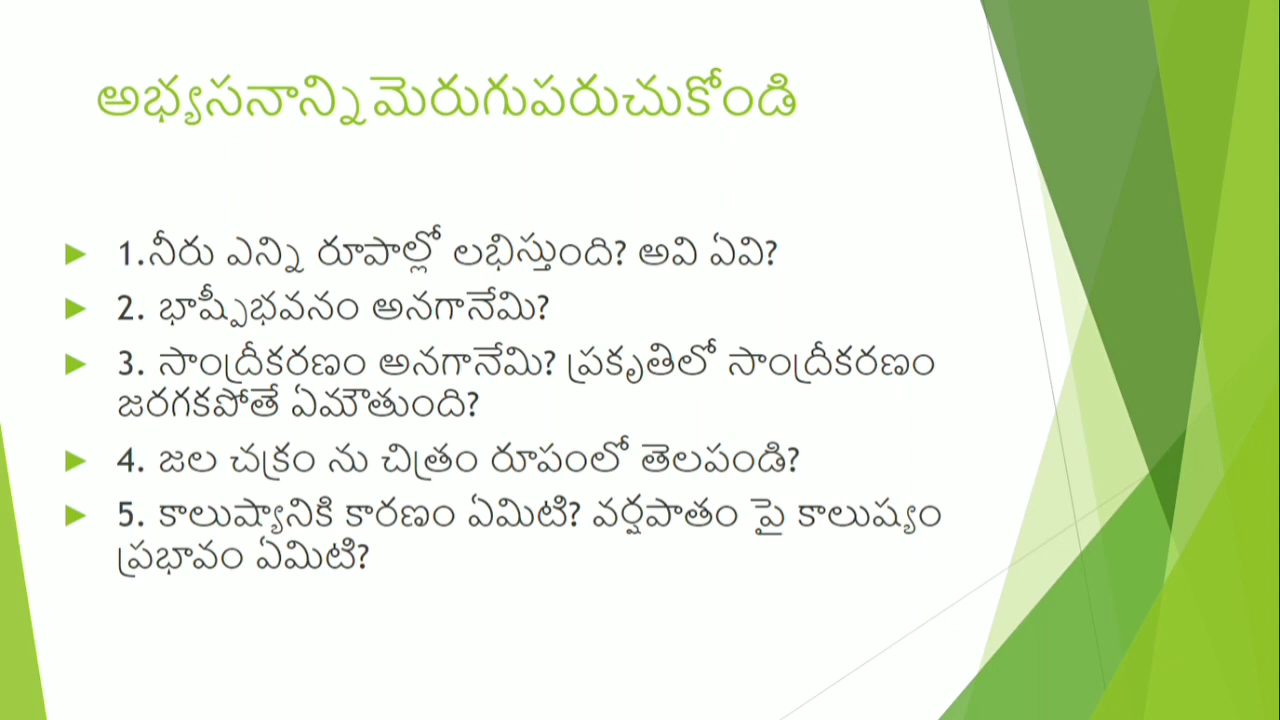 అభ్యసనాన్నిమెరుగుపరుచుకోండి
1.నీరు ఎన్ని రూపాల్లో లభిస్తుంది? అవి ఏవి?
2. భాష్పీభవనం అనగానేమి?
3. సాంద్రీకరణం అనగానేమి? ప్రకృతిలో సాంద్రీకరణం
జరగకపోతే ఏమౌతుంది?
4. జల చక్రం ను చిత్రం రూపంలో తెలపండి?
5. కాలుష్యానికి కారణం ఏమిటి? వర్షపాతం పై కాలుష్యం
ప్రభావం ఏమిటి?